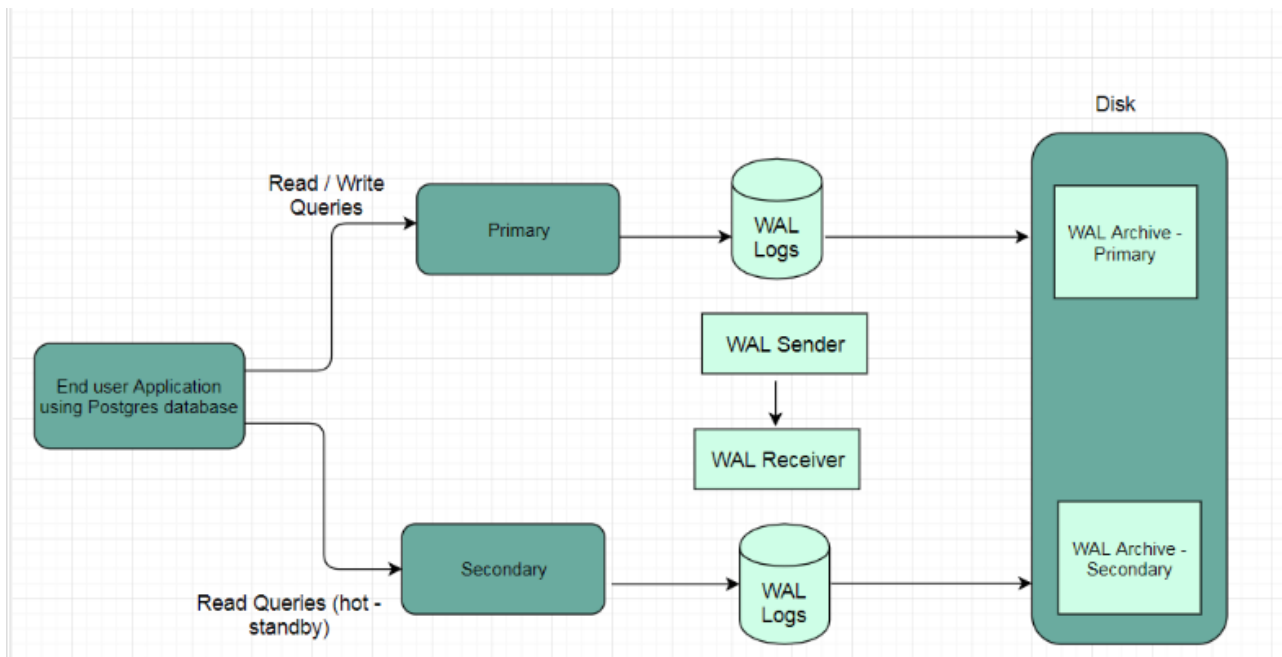 Disk
Read / Write
Queries
Primary
WAL
Logs
WAL Archive -
Primary
WAL Sender
End user Application
using Postgres database
WAL Receiver
Secondary
WAL
Logs
WAL Archive -
Secondary
Read Queries (hot -
standby)